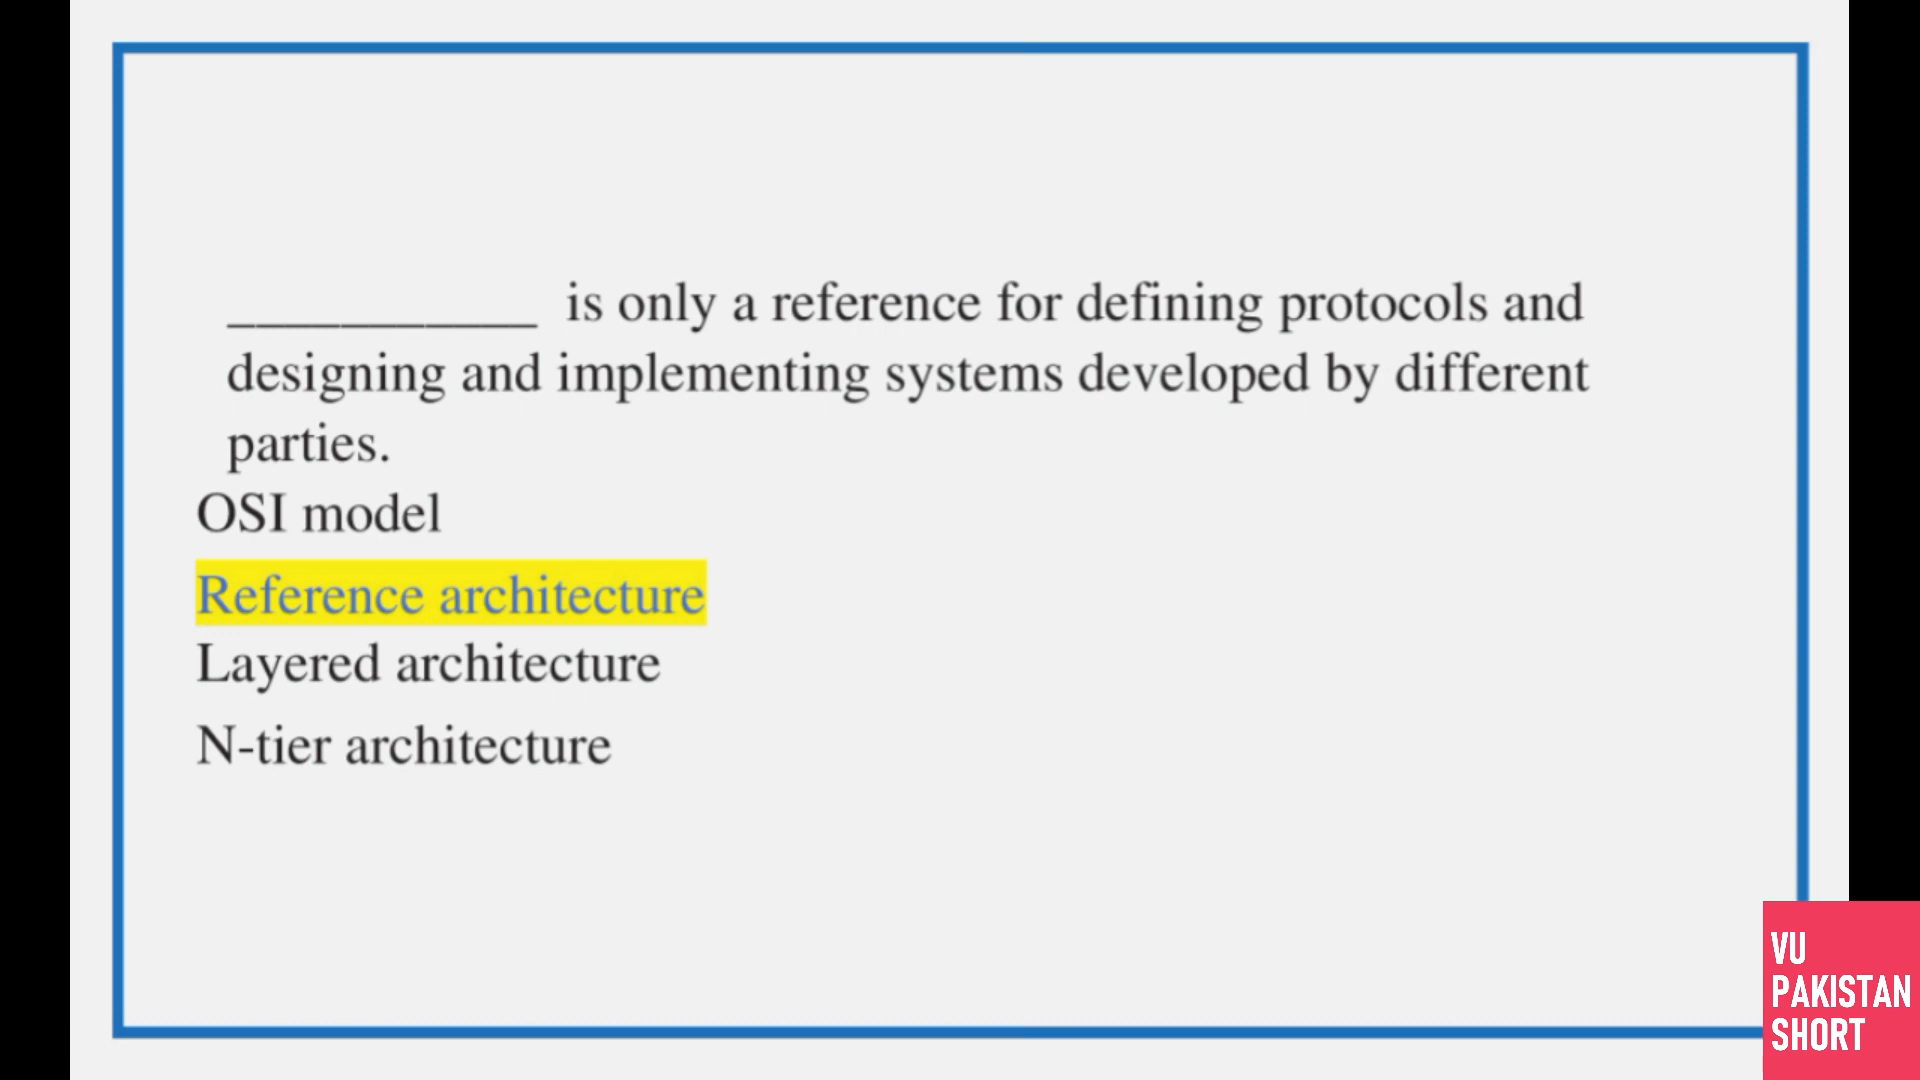 ___________ is only a reference for defining protocols and
designing and implementing systems developed by different
parties.
OSI model
Reference architecture
Layered architecture
N-tier architecture
VU
PAKISTAN
SHORT